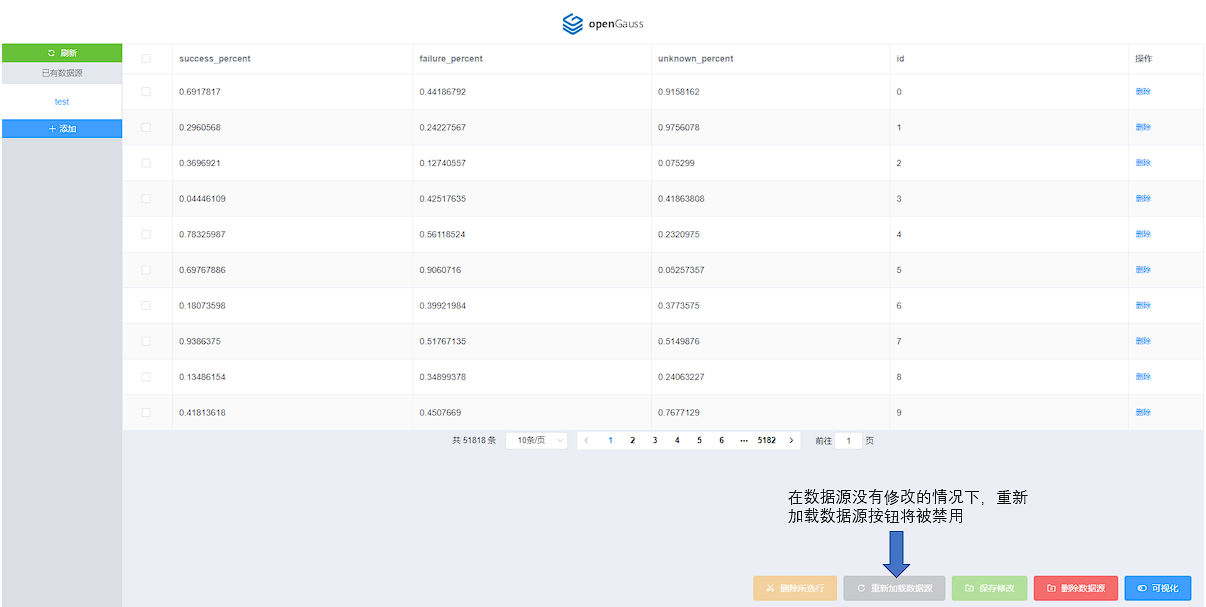 openGauss
刷新
已有数据源
test
添加
success_percent failure_percent unknown_percent id 操作
0.6917817 0.44186792 0.9158162 0 删除
0.2960568 0.24227567 0.9756078 1 删除
0.3696921 0.12740557 0.075299 2 删除
0.04446109 0.42517635 0.41863808 3 删除
0.78325987 0.56118524 0.2320975 4 删除
0.69767886 0.9060716 0.05257357 5 删除
0.18073598 0.39921984 0.3773575 6 删除
0.9386375 0.51767135 0.5149876 7 删除
0.13486154 0.34899378 0.24063227 8 删除
0.41813618 0.4507669 0.7677129 9 删除
共 51818 条 10条/页 1 2 3 4 5 6 ··· 5182 前往 1 页
在数据源没有修改的情况下，重新
加载数据源按钮将被禁用
删除所选行 重新加载数据源 保存修改 删除数据源 可视化